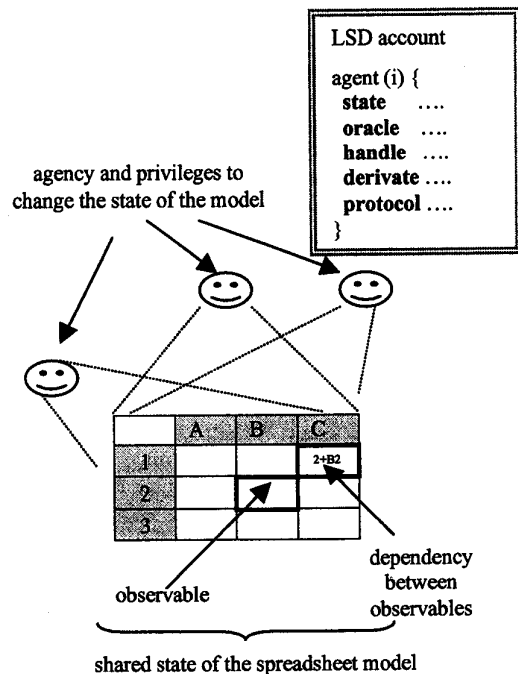 LSD account
agent (i) {
state ....
oracle ....
handle ....
derivate ....
protocol ....
}
agency and privileges to
change the state of the model
A B C
1 2+B2
2
3
observable
dependency
between
observables
shared state of the spreadsheet model